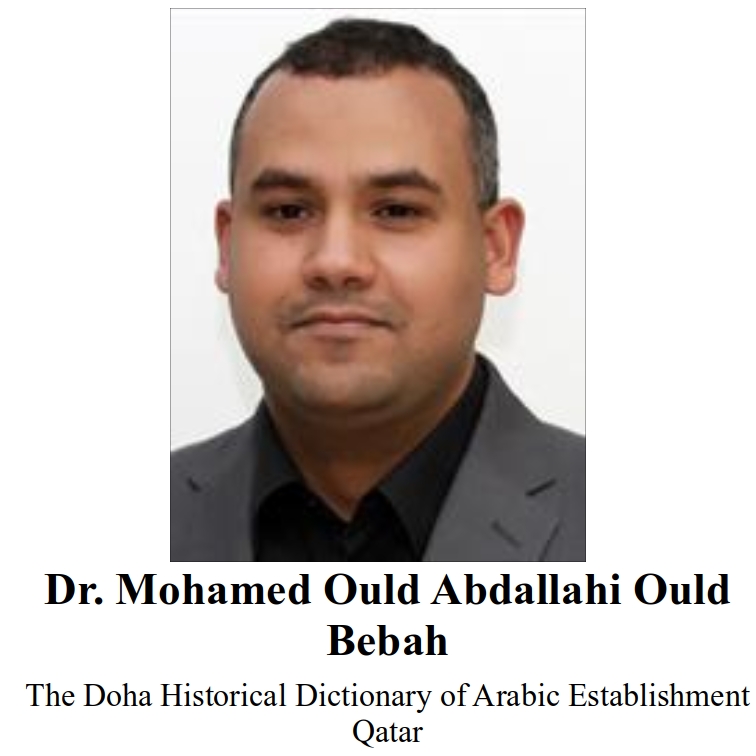 Dr. Mohamed Ould Abdallahi Ould
Bebah
The Doha Historical Dictionary of Arabic Establishment
Qatar